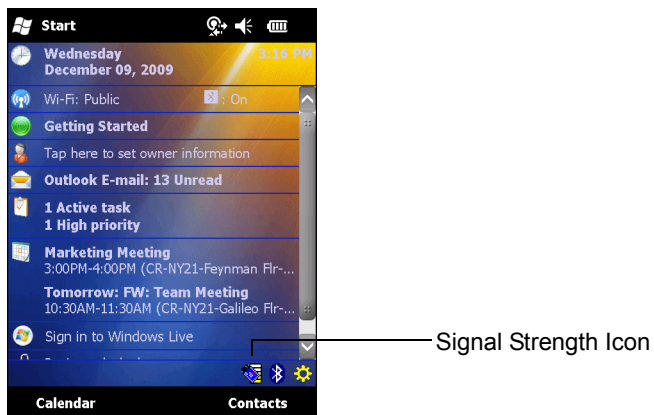 Start
Wednesday 3:16 PM
December 09, 2009
Wi-Fi: Public : On
Getting Started
Tap here to set owner information
Outlook E-mail: 13 Unread
1 Active task
1 High priority
Marketing Meeting
3:00PM-4:00PM (CR-NY21-Feynman Flr-...
Tomorrow: FW: Team Meeting
10:30AM-11:30AM (CR-NY21-Galileo Flr-...
Sign in to Windows Live
Signal Strength Icon
Calendar Contacts